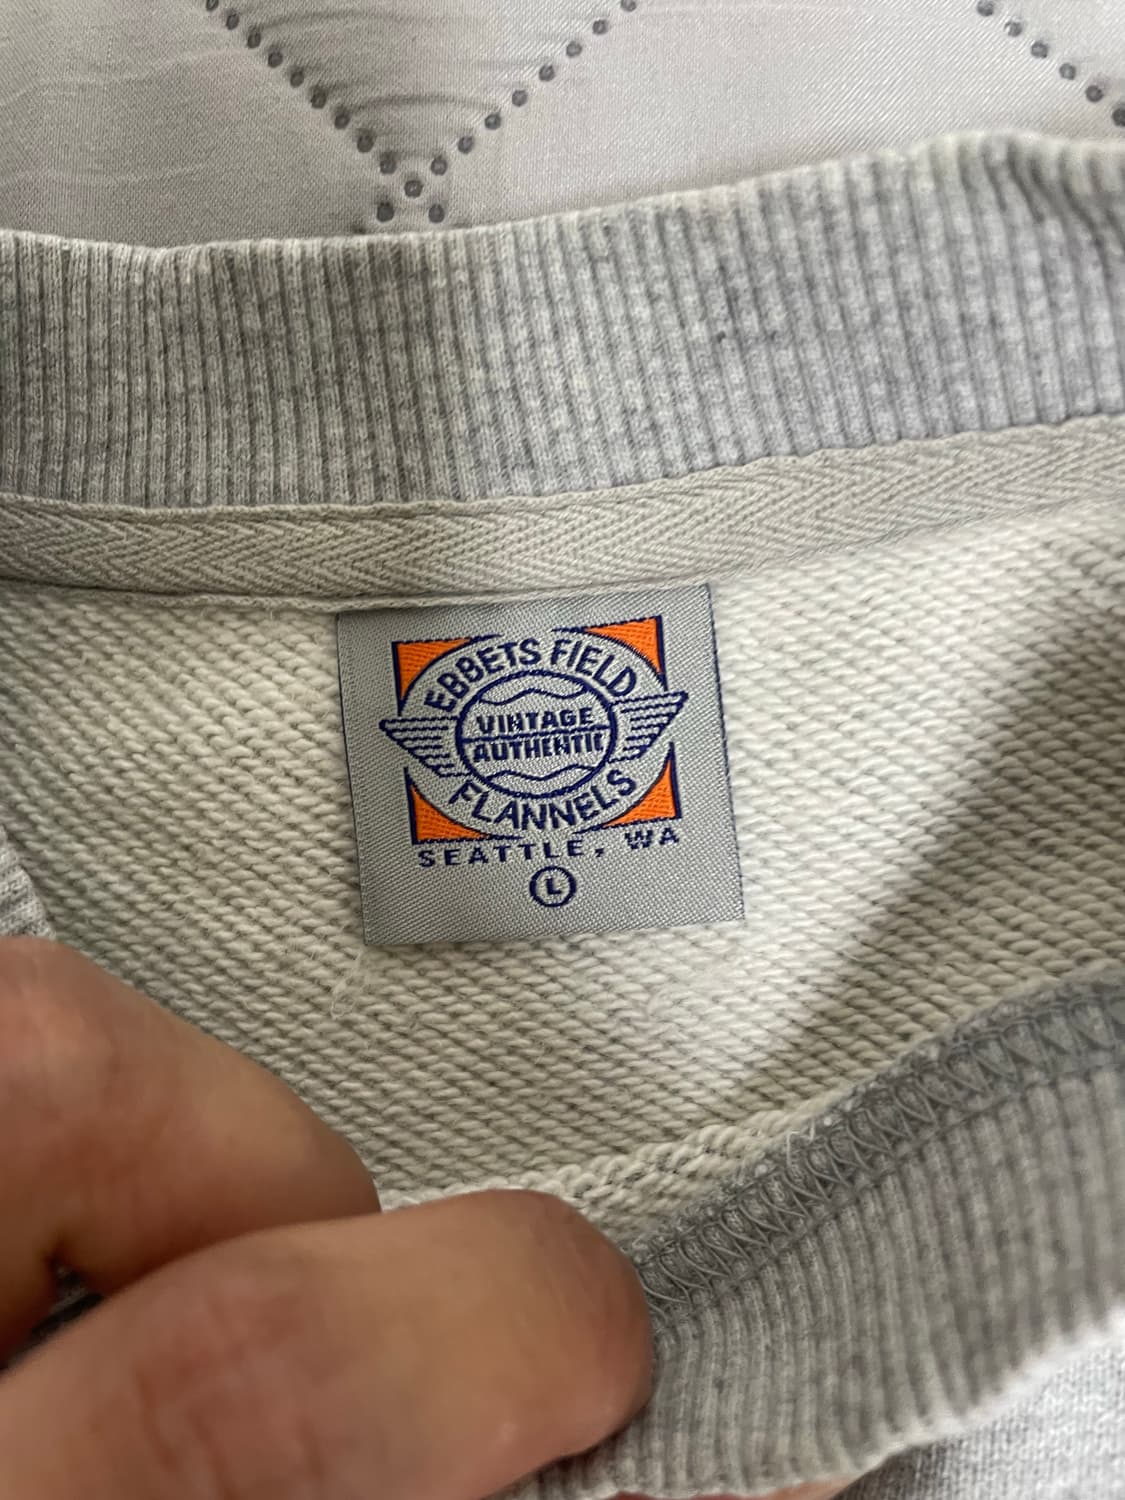 EBBETS FIELD
VINTAGE
AUTHENTIC
FLANNELS
SEATTLE, WA
L